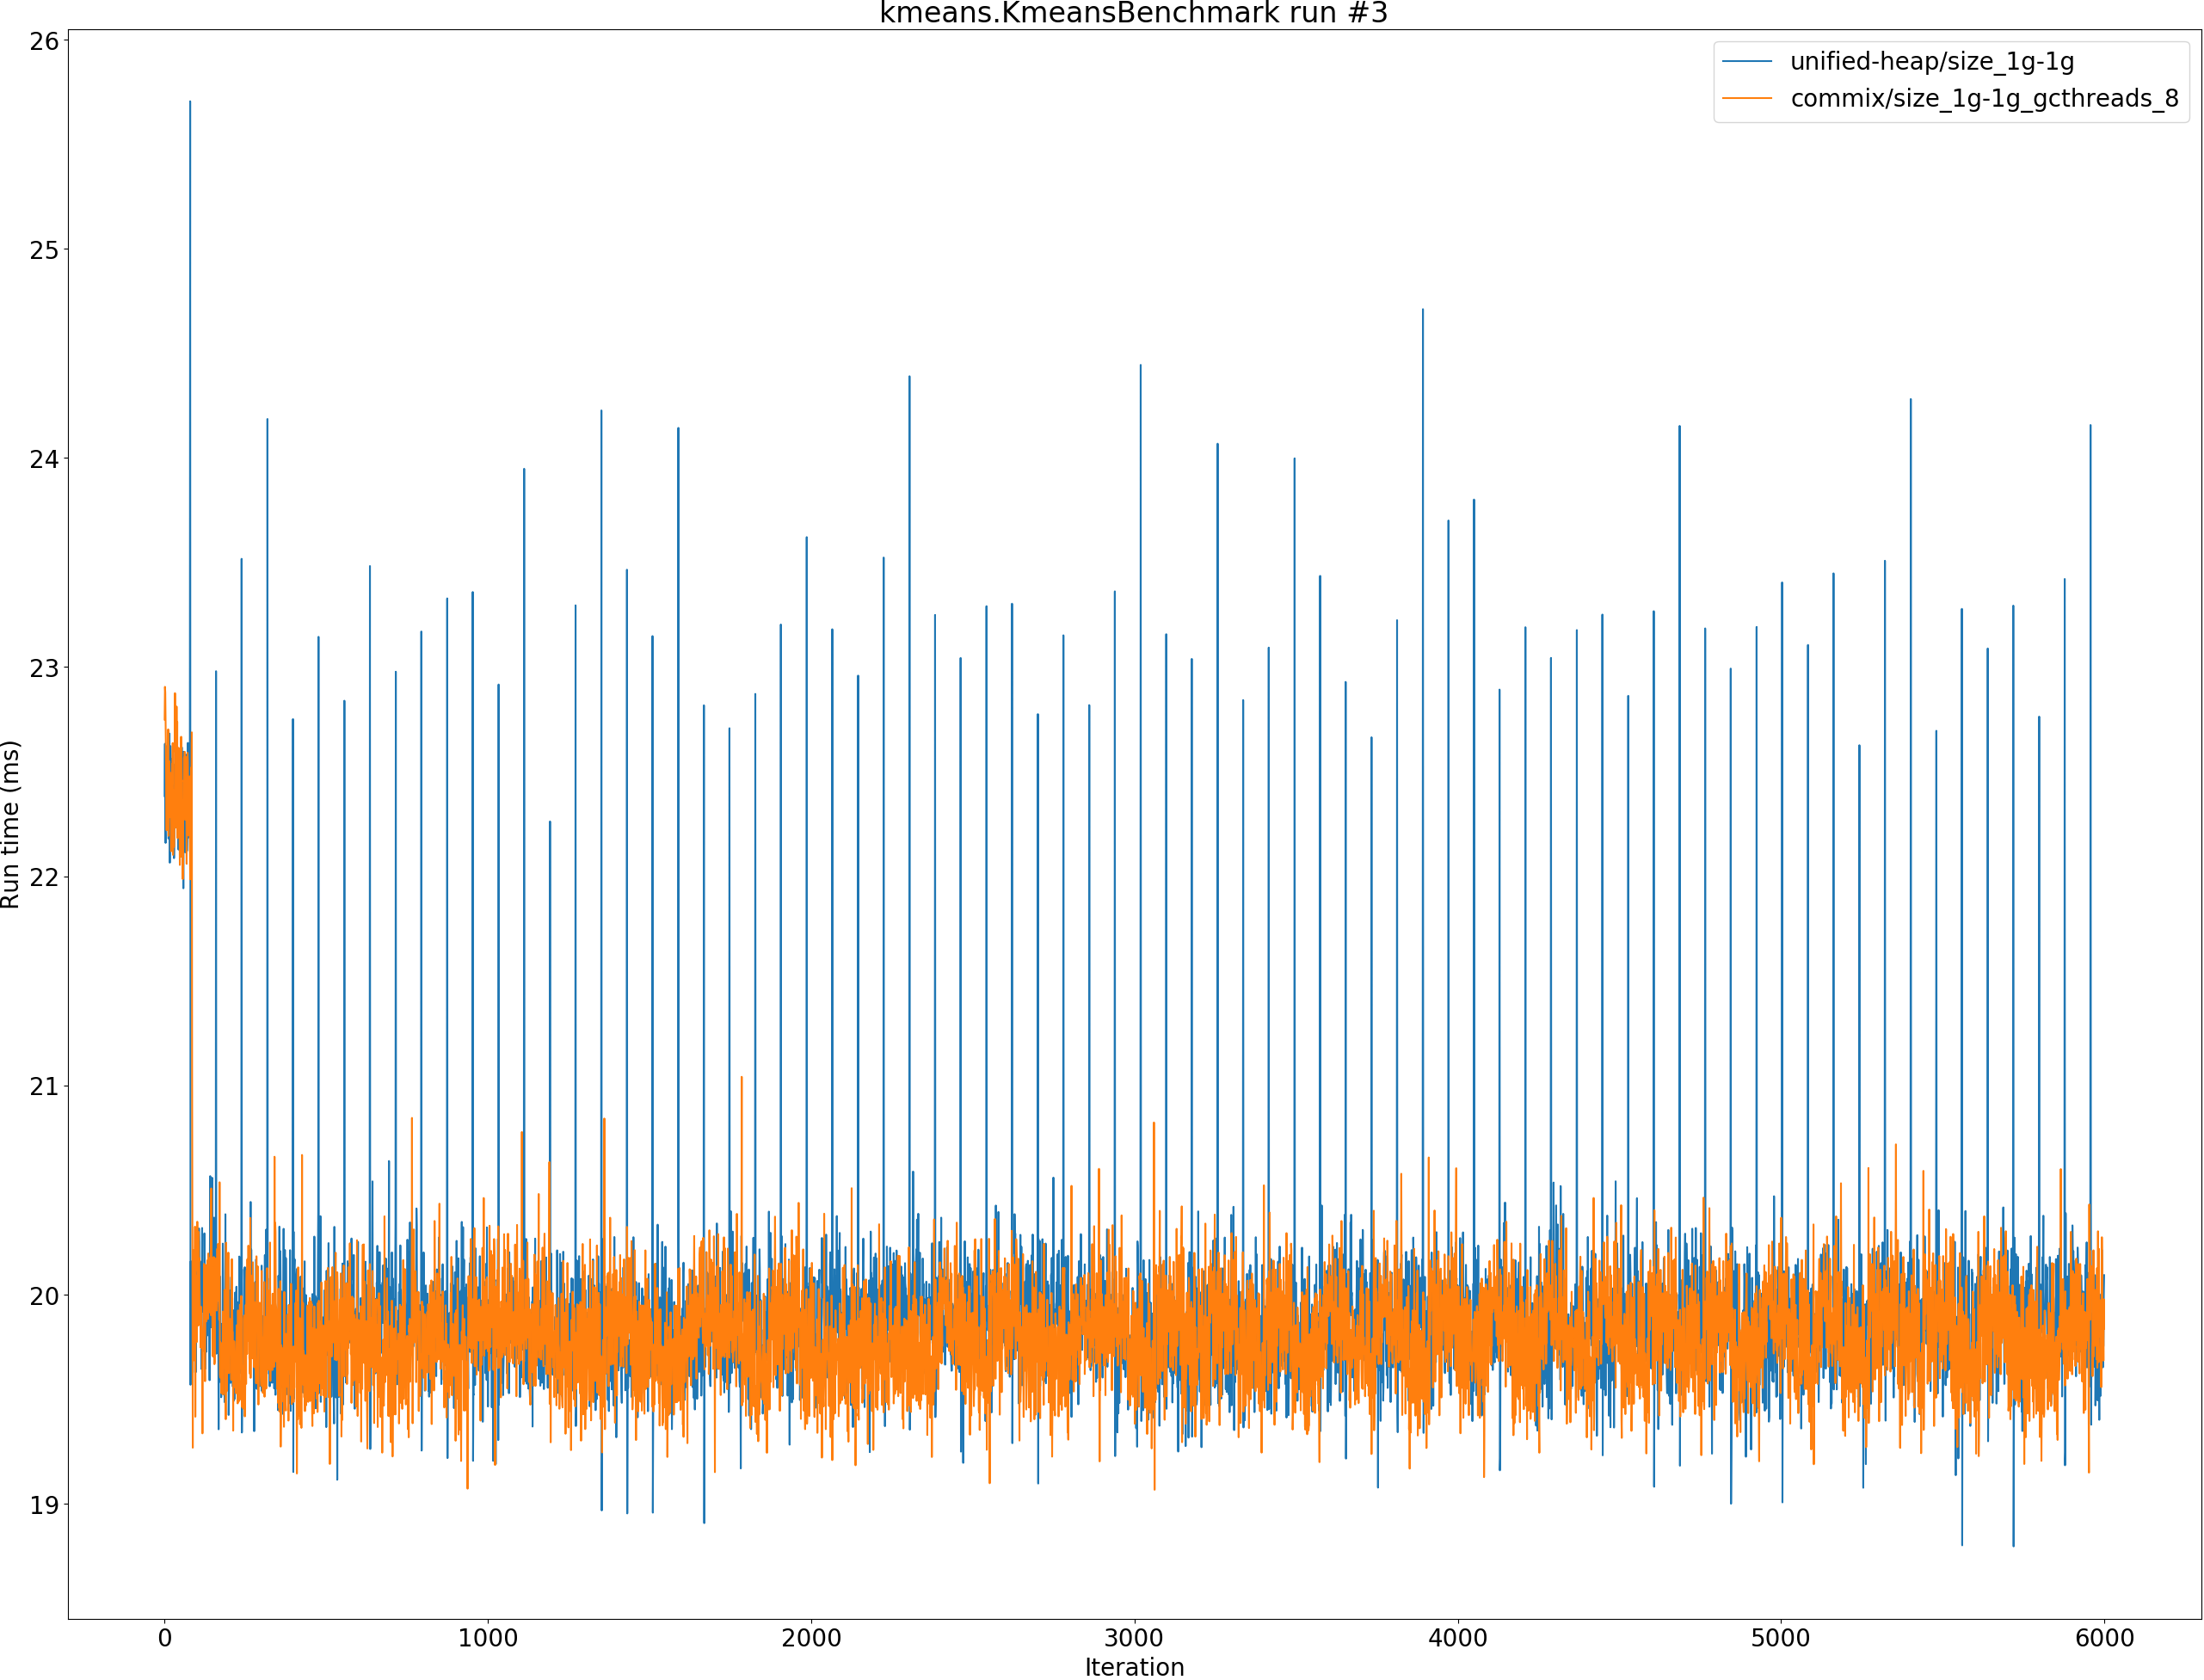 kmeans.KmeansBenchmark run #3
unified-heap/size_1g-1g
commix/size_1g-1g_gcthreads_8
Run time (ms)
26
25
24
23
22
21
20
19
0 1000 2000 3000 4000 5000 6000
Iteration